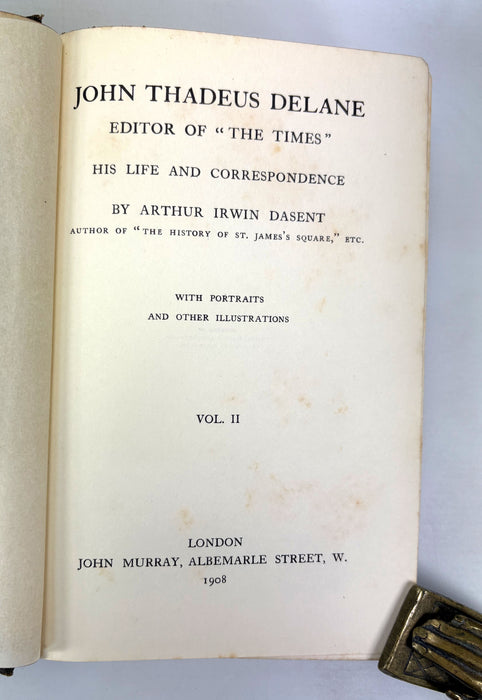 JOHN THADEUS DELANE
EDITOR OF "THE TIMES"
HIS LIFE AND CORRESPONDENCE
BY ARTHUR IRWIN DASENT
AUTHOR OF "THE HISTORY OF ST. JAMES'S SQUARE," ETC.
WITH PORTRAITS
AND OTHER ILLUSTRATIONS
VOL. II
LONDON
JOHN MURRAY, ALBEMARLE STREET, W.
1908